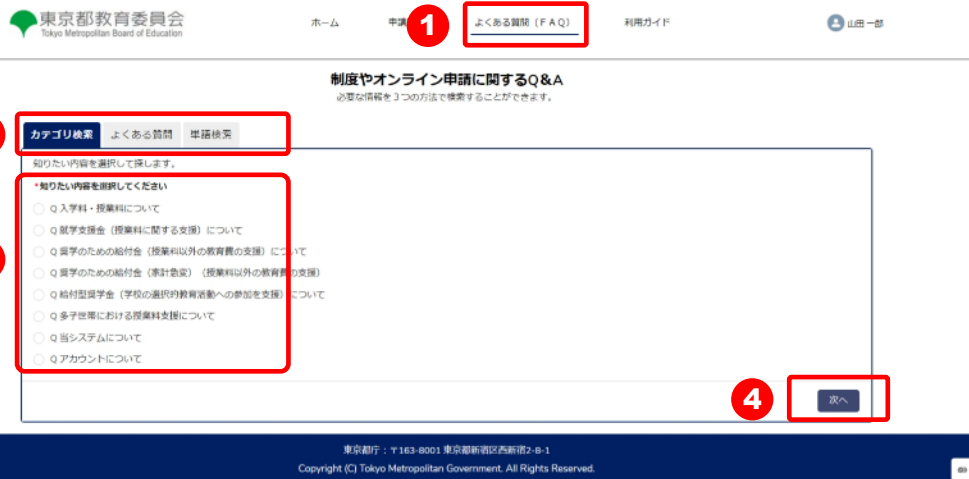 東京都教育委員会
Tokyo Metropolitan Board of Education
ホーム
申請
1
よくある質問（ＦＡＱ）
利用ガイド
山田 一郎
制度やオンライン申請に関するQ&A
必要な情報を３つの方法で検索することができます。
カテゴリ検索 よくある質問 単語検索
知りたい内容を選択して探します。
*知りたい内容を選択してください
Q 入学料・授業料について
Q 就学支援金（授業料に関する支援）について
Q 奨学のための給付金（授業料以外の教育費の支援）について
Q 奨学のための給付金（家計急変）（授業料以外の教育費の支援）
Q 給付型奨学金（学校の選択的教育活動への参加を支援）について
Q 多子世帯における授業料支援について
Q 当システムについて
Q アカウントについて
4
次へ
東京都庁：〒163-8001 東京都新宿区西新宿2-8-1
Copyright (C) Tokyo Metropolitan Government. All Rights Reserved.